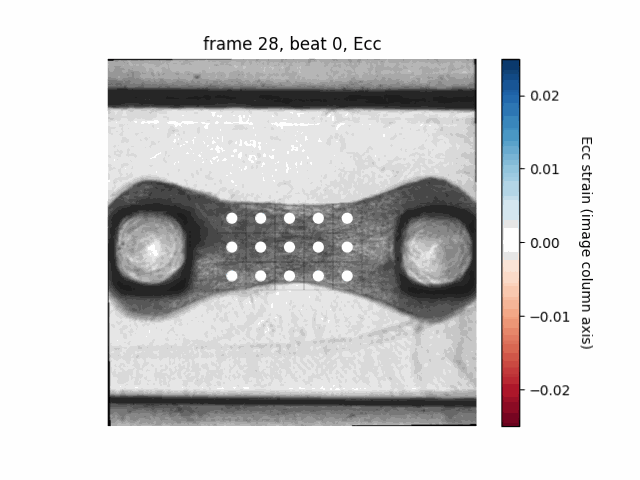 frame 28, beat 0, Ecc
0.02
0.01
0.00
−0.01
−0.02
Ecc strain (image column axis)